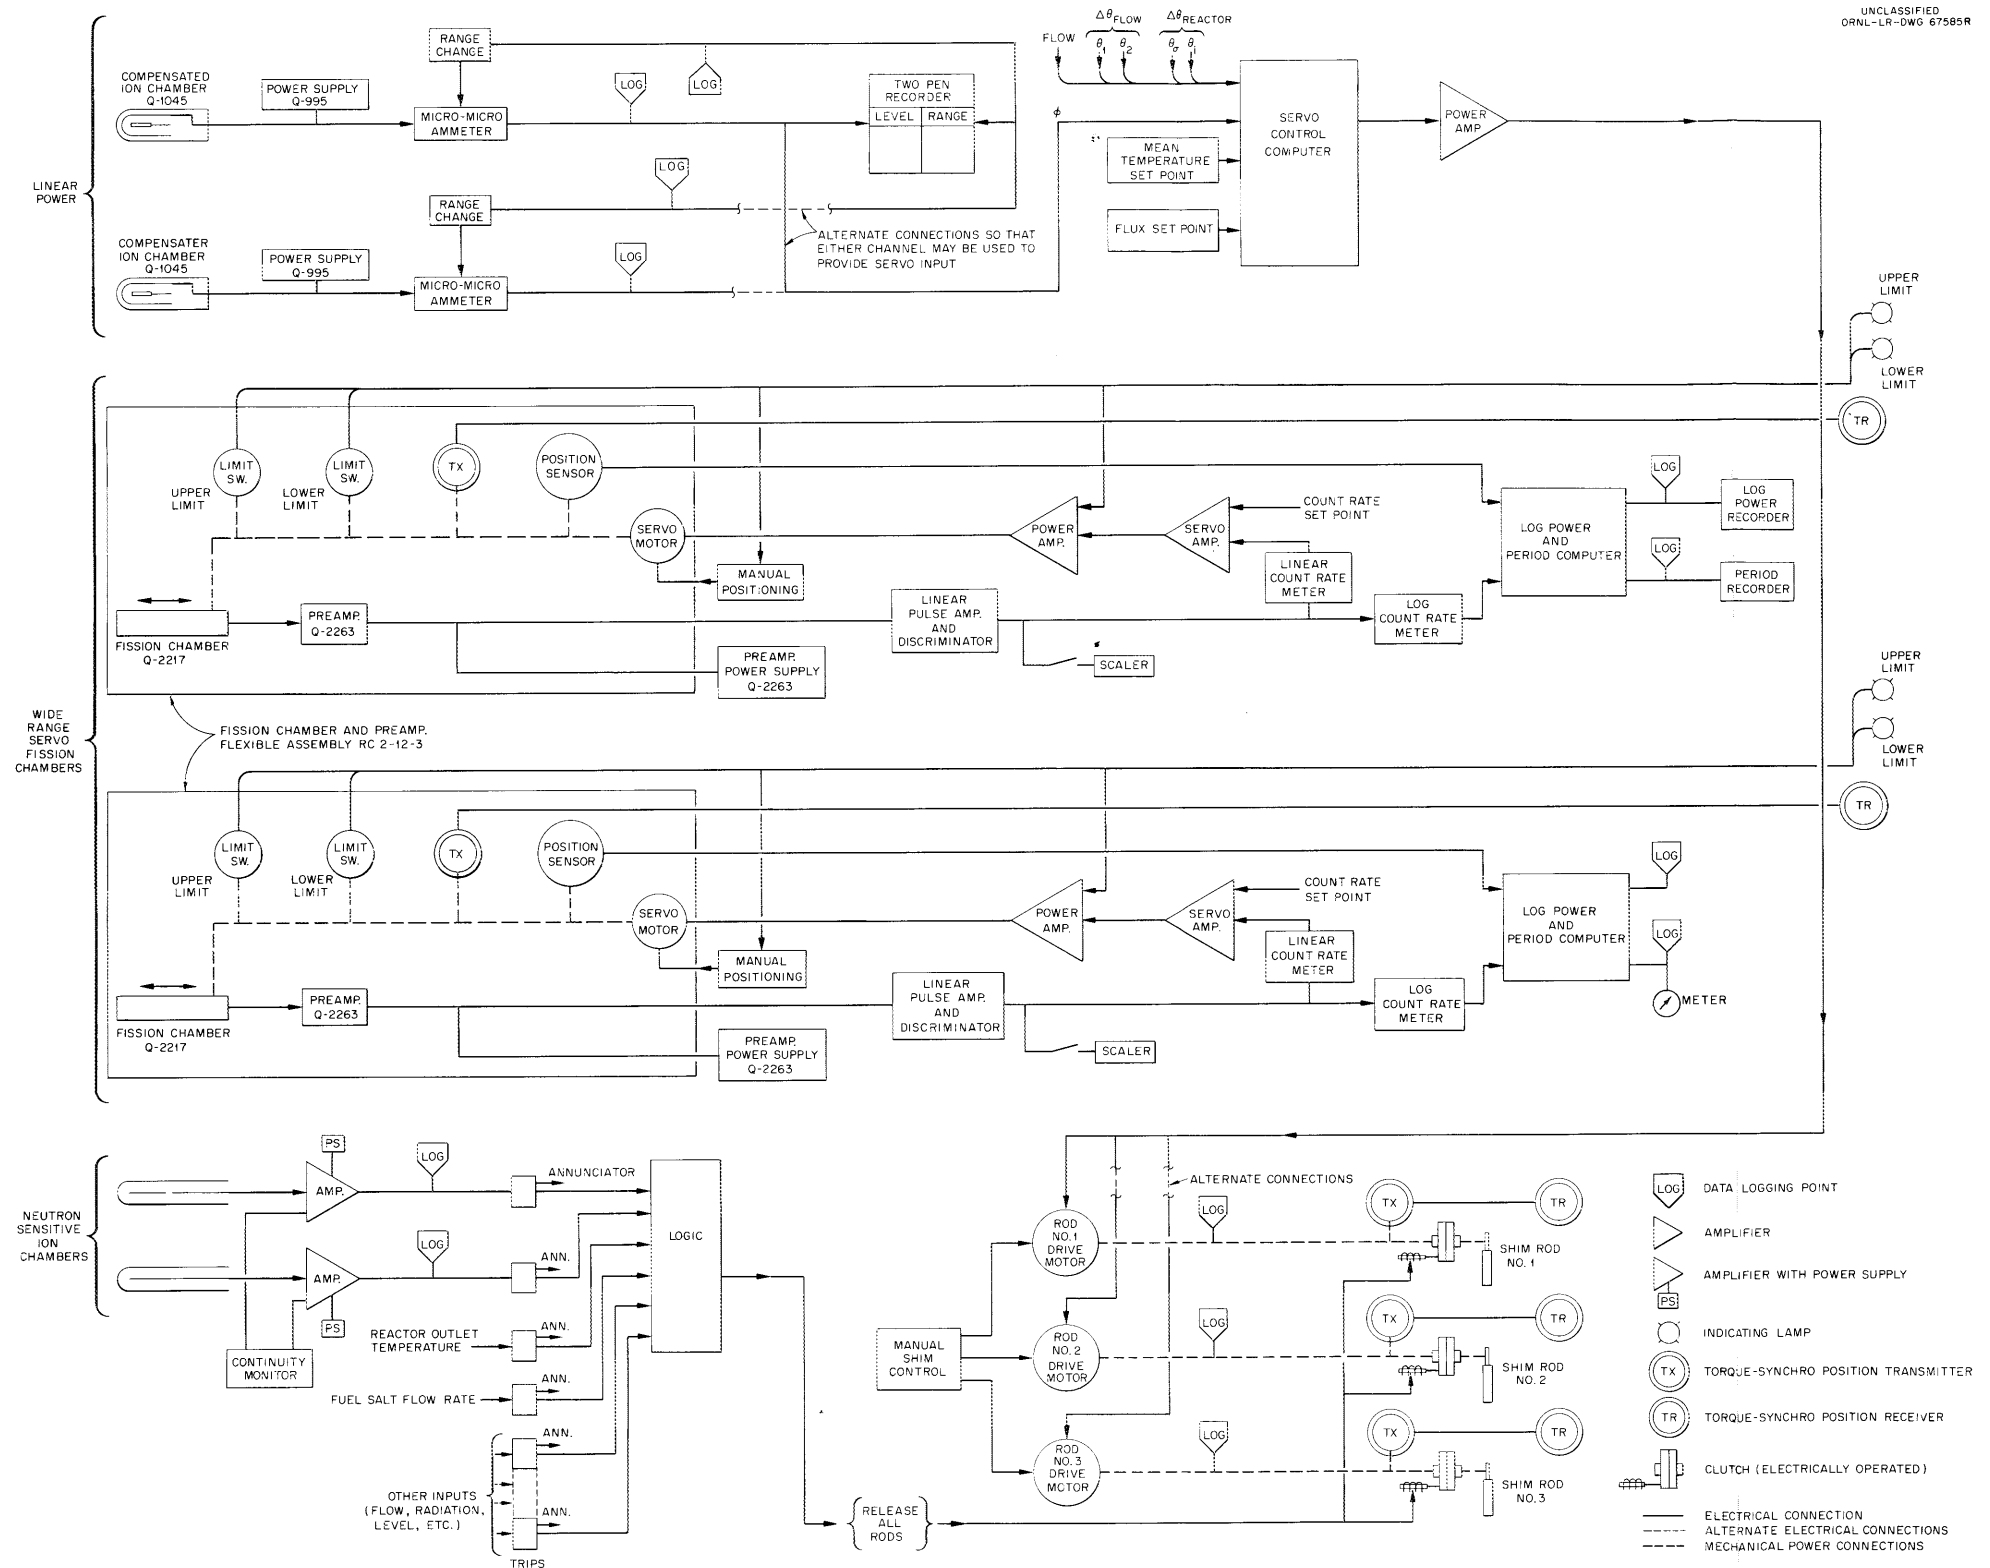 UNCLASSIFIED
ORNL-LR-DWG 67585R
LINEAR
POWER
COMPENSATED
ION CHAMBER
Q-1045
POWER SUPPLY
Q-995
RANGE
CHANGE
MICRO-MICRO
AMMETER
LOG
LOG
TWO PEN
RECORDER
LEVEL
RANGE
LOG
RANGE
CHANGE
COMPENSATER
ION CHAMBER
Q-1045
POWER SUPPLY
Q-995
MICRO-MICRO
AMMETER
LOG
ALTERNATE CONNECTIONS SO THAT
EITHER CHANNEL MAY BE USED TO
PROVIDE SERVO INPUT
FLOW
ΔθFLOW
θ1 θ2
ΔθREACTOR
θo θi
ϕ
MEAN
TEMPERATURE
SET POINT
FLUX SET POINT
SERVO
CONTROL
COMPUTER
POWER
AMP
UPPER
LIMIT
LOWER
LIMIT
TR
WIDE
RANGE
SERVO
FISSION
CHAMBERS
LIMIT
SW.
UPPER
LIMIT
LIMIT
SW.
LOWER
LIMIT
TX
POSITION
SENSOR
SERVO
MOTOR
MANUAL
POSITIONING
POWER
AMP.
SERVO
AMP.
COUNT RATE
SET POINT
LINEAR
COUNT RATE
METER
LOG
COUNT RATE
METER
LOG POWER
AND
PERIOD COMPUTER
LOG
LOG
POWER
RECORDER
LOG
PERIOD
RECORDER
FISSION CHAMBER
Q-2217
PREAMP.
Q-2263
LINEAR
PULSE AMP.
AND
DISCRIMINATOR
SCALER
PREAMP.
POWER SUPPLY
Q-2263
FISSION CHAMBER AND PREAMP.
FLEXIBLE ASSEMBLY RC 2-12-3
UPPER
LIMIT
LOWER
LIMIT
TR
LIMIT
SW.
UPPER
LIMIT
LIMIT
SW.
LOWER
LIMIT
TX
POSITION
SENSOR
SERVO
MOTOR
MANUAL
POSITIONING
POWER
AMP.
SERVO
AMP.
COUNT RATE
SET POINT
LINEAR
COUNT RATE
METER
LOG
COUNT RATE
METER
LOG POWER
AND
PERIOD COMPUTER
LOG
LOG
METER
FISSION CHAMBER
Q-2217
PREAMP.
Q-2263
LINEAR
PULSE AMP.
AND
DISCRIMINATOR
SCALER
PREAMP.
POWER SUPPLY
Q-2263
NEUTRON
SENSITIVE
ION
CHAMBERS
PS
AMP.
LOG
ANNUNCIATOR
AMP.
PS
LOG
ANN.
CONTINUITY
MONITOR
REACTOR OUTLET
TEMPERATURE
ANN.
FUEL SALT FLOW RATE
ANN.
OTHER INPUTS
(FLOW, RADIATION,
LEVEL, ETC.)
ANN.
ANN.
TRIPS
LOGIC
RELEASE
ALL
RODS
MANUAL
SHIM
CONTROL
ALTERNATE CONNECTIONS
ROD
NO.1
DRIVE
MOTOR
LOG
TX
TR
SHIM ROD
NO. 1
ROD
NO. 2
DRIVE
MOTOR
LOG
TX
TR
SHIM ROD
NO. 2
ROD
NO. 3
DRIVE
MOTOR
LOG
TX
TR
SHIM ROD
NO. 3
LOG
DATA LOGGING POINT
AMPLIFIER
PS
AMPLIFIER WITH POWER SUPPLY
INDICATING LAMP
TX
TORQUE-SYNCHRO POSITION TRANSMITTER
TR
TORQUE-SYNCHRO POSITION RECEIVER
CLUTCH (ELECTRICALLY OPERATED)
ELECTRICAL CONNECTION
ALTERNATE ELECTRICAL CONNECTIONS
MECHANICAL POWER CONNECTIONS